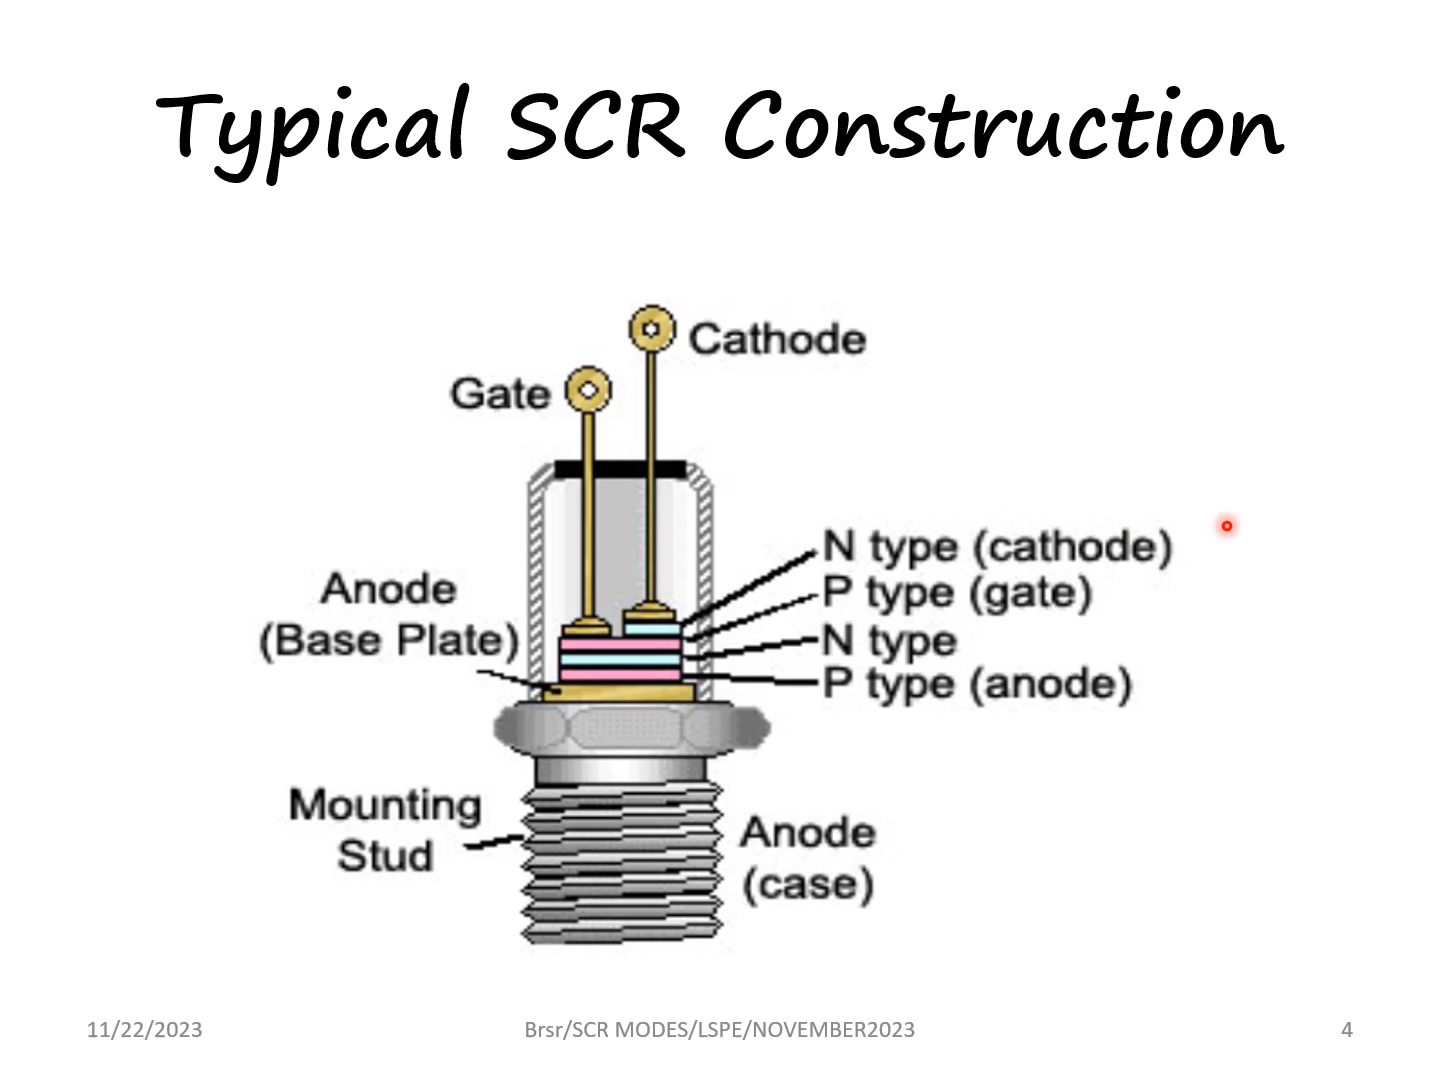 Typical SCR Construction
Cathode
Gate
N type (cathode)
P type (gate)
N type
P type (anode)
Anode
(Base Plate)
Mounting
Stud
Anode
(case)
11/22/2023
Brsr/SCR MODES/LSPE/NOVEMBER2023
4